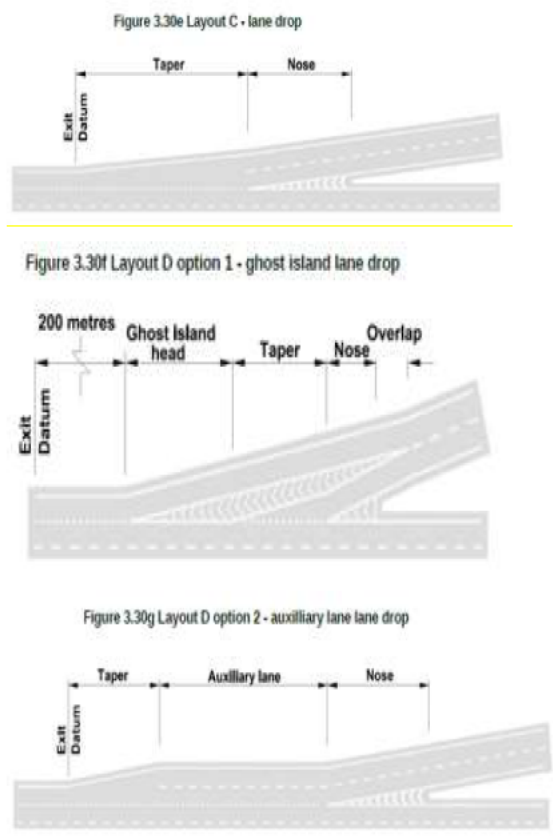 Figure 3.30e Layout C - lane drop
Taper
Nose
Exit
Datum
Figure 3.30f Layout D option 1 - ghost island lane drop
200 metres
Ghost Island
head
Taper
Nose
Overlap
Exit
Datum
Figure 3.30g Layout D option 2 - auxilliary lane lane drop
Taper
Auxiliary lane
Nose
Exit
Datum